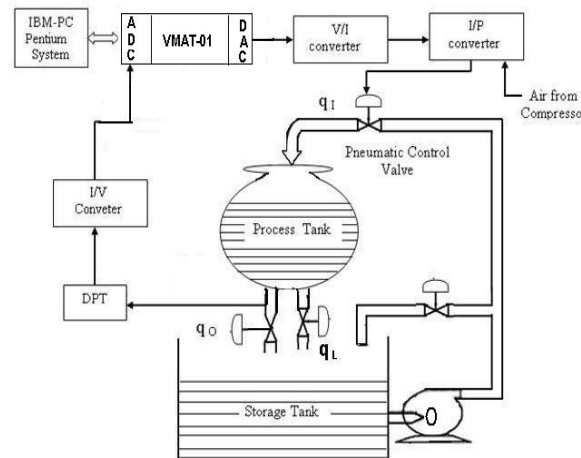 IBM-PC
Pentium
System
A
D
C
VMAT-01
D
A
C
V/I
converter
I/P
converter
Air from
Compresso
q I
Pneumatic Control
Valve
I/V
Conveter
Process Tank
DPT
q O
q L
Storage Tank